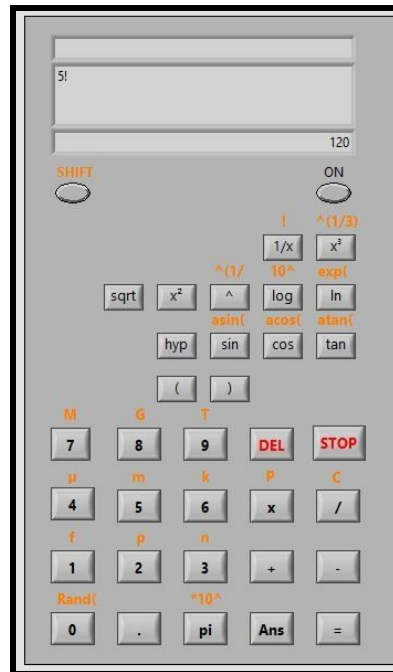 5!
120
SHIFT ON
! ^(1/3)
1/x x³
^(1/ 10^ exp(
sqrt x² ^ log ln
asin( acos( atan(
hyp sin cos tan
( )
M G T
7 8 9 DEL STOP
µ m k P C
4 5 6 x /
f p n
1 2 3 + -
Rand( *10^
0 . pi Ans =